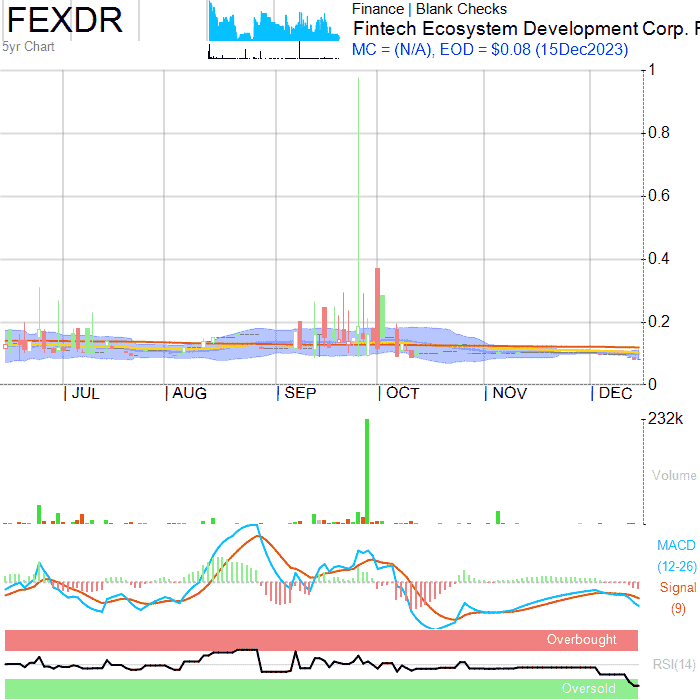 FEXDR
5yr Chart
Finance | Blank Checks
Fintech Ecosystem Development Corp. F
MC = (N/A), EOD = $0.08 (15Dec2023)
1
0.8
0.6
0.4
0.2
0
JUL AUG SEP OCT NOV DEC
232k
Volume
MACD
(12-26)
Signal
(9)
Overbought
RSI(14)
Oversold